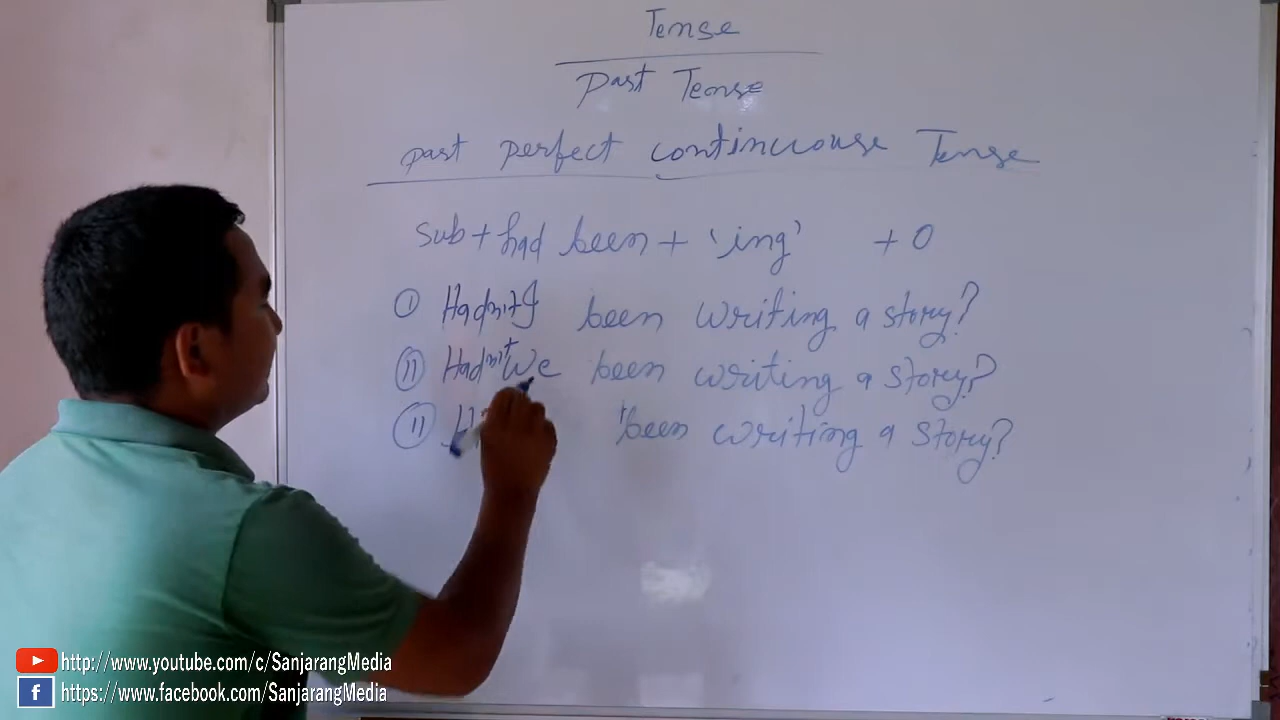 Tense
Past Tense
past perfect continuouse Tense
Sub + had been + 'ing' + O
① Hadn't I been writing a story?
⑪ Hadn't We been writing a story?
⑪ been writing a story?
http://www.youtube.com/c/SanjarangMedia
https://www.facebook.com/SanjarangMedia